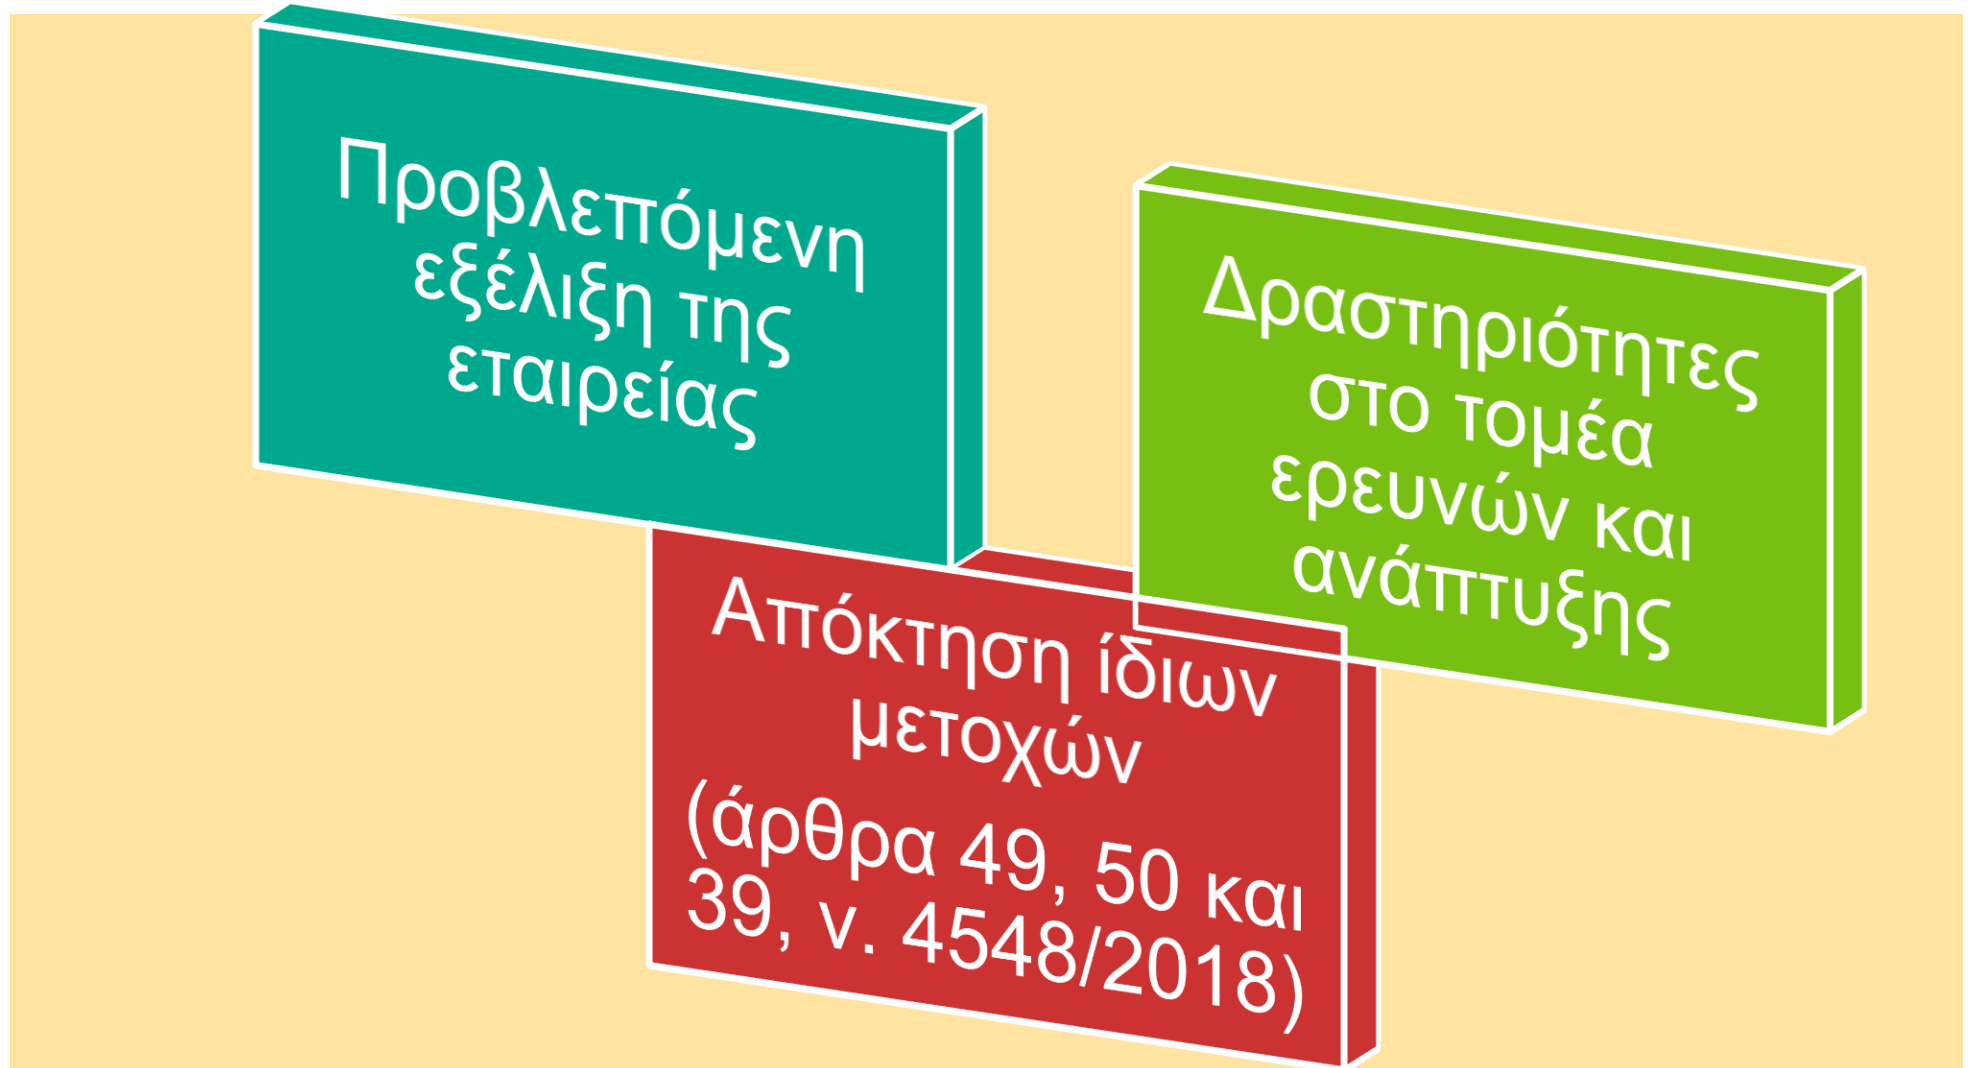 Προβλεπόμενη
εξέλιξη της
εταιρείας
Δραστηριότητες
στο τομέα
ερευνών και
ανάπτυξης
Απόκτηση ίδιων
μετοχών
(άρθρα 49, 50 και
39, ν. 4548/2018)